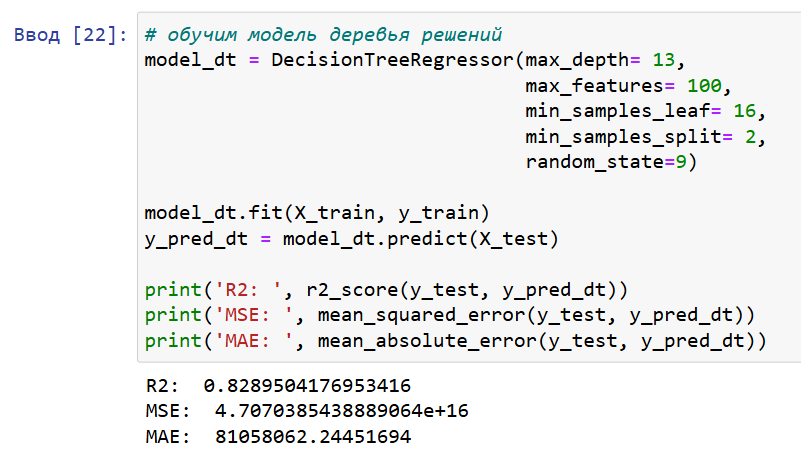 Ввод [22]: # обучим модель деревья решений
model_dt = DecisionTreeRegressor(max_depth= 13,
max_features= 100,
min_samples_leaf= 16,
min_samples_split= 2,
random_state=9)
model_dt.fit(X_train, y_train)
y_pred_dt = model_dt.predict(X_test)
print('R2: ', r2_score(y_test, y_pred_dt))
print('MSE: ', mean_squared_error(y_test, y_pred_dt))
print('MAE: ', mean_absolute_error(y_test, y_pred_dt))
R2:  0.8289504176953416
MSE:  4.7070385438889064e+16
MAE:  81058062.24451694